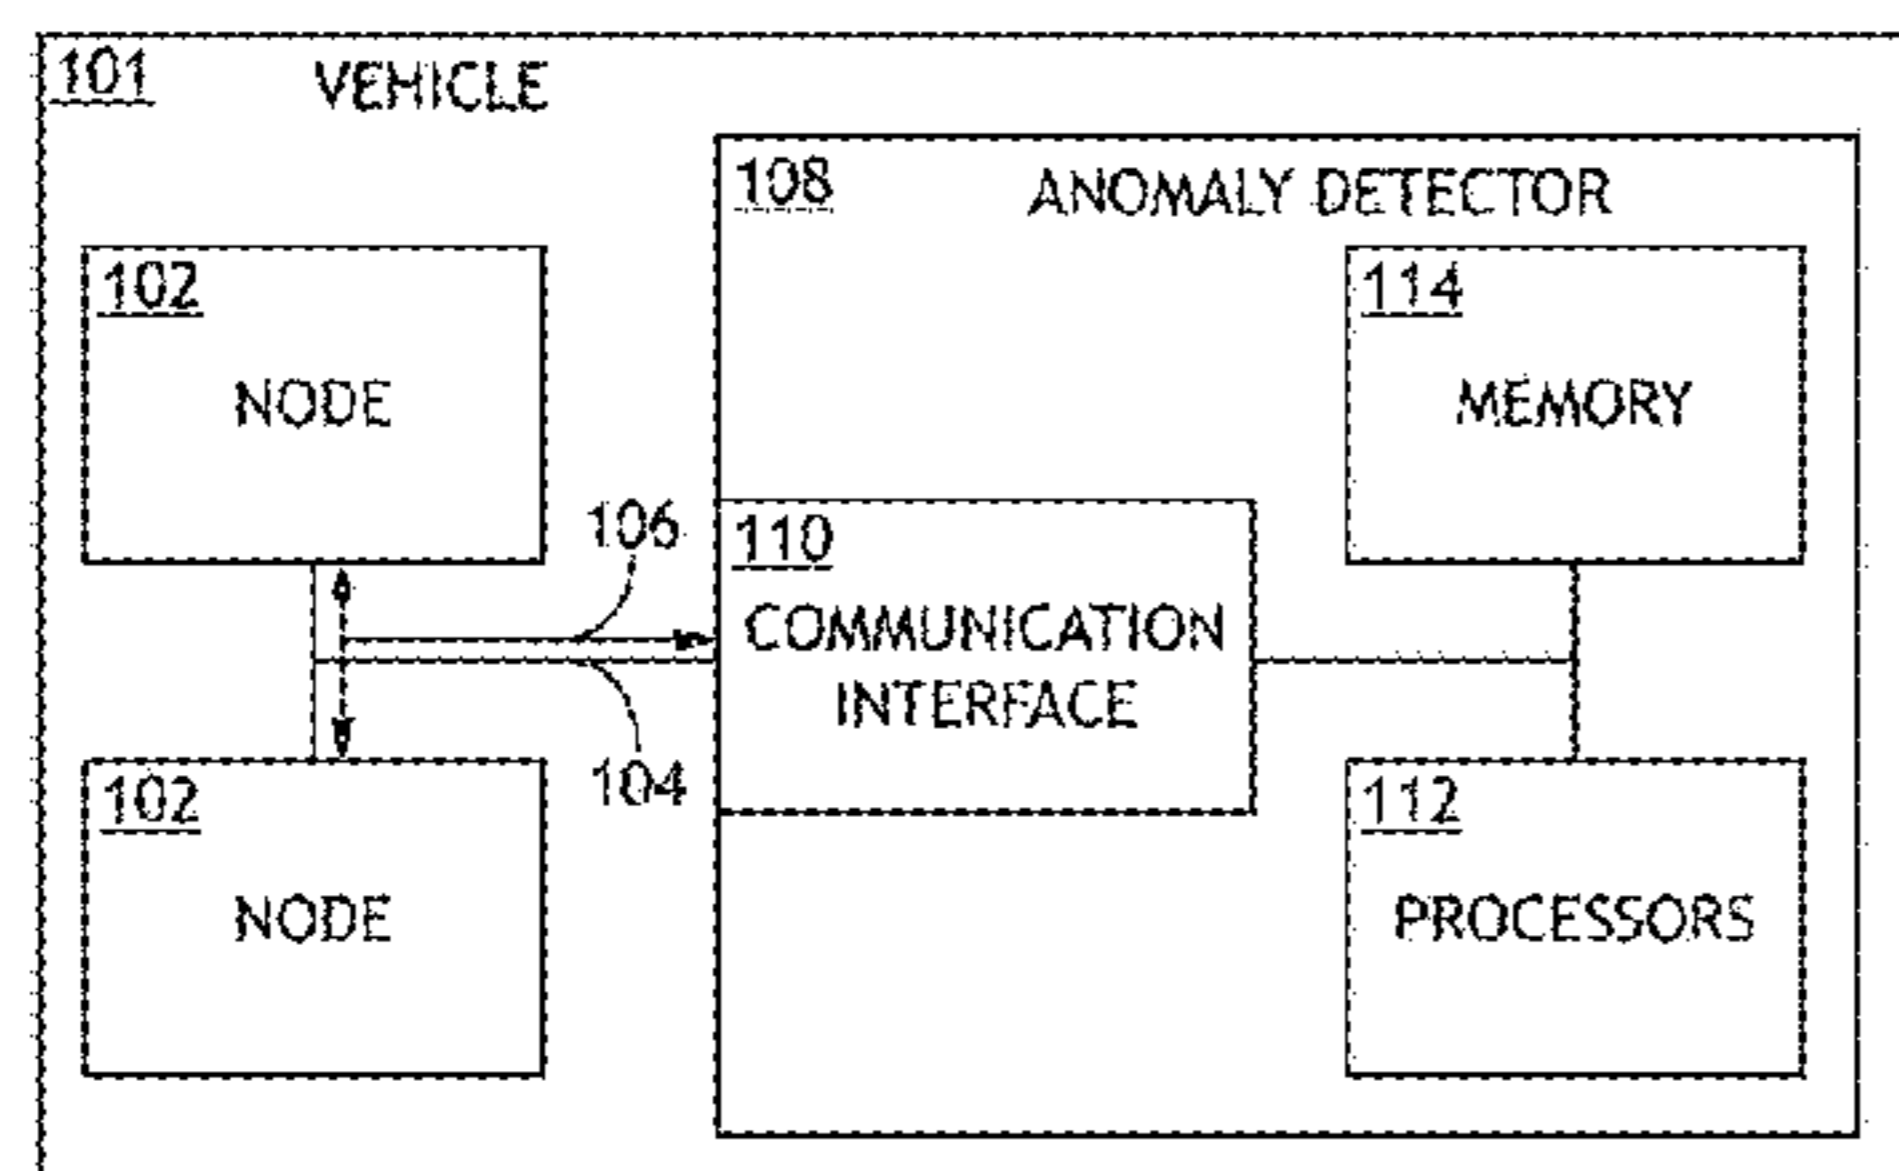 101 VEHICLE
108 ANOMALY DETECTOR
102
NODE
114
MEMORY
106
110
COMMUNICATION
INTERFACE
104
102
NODE
112
PROCESSORS